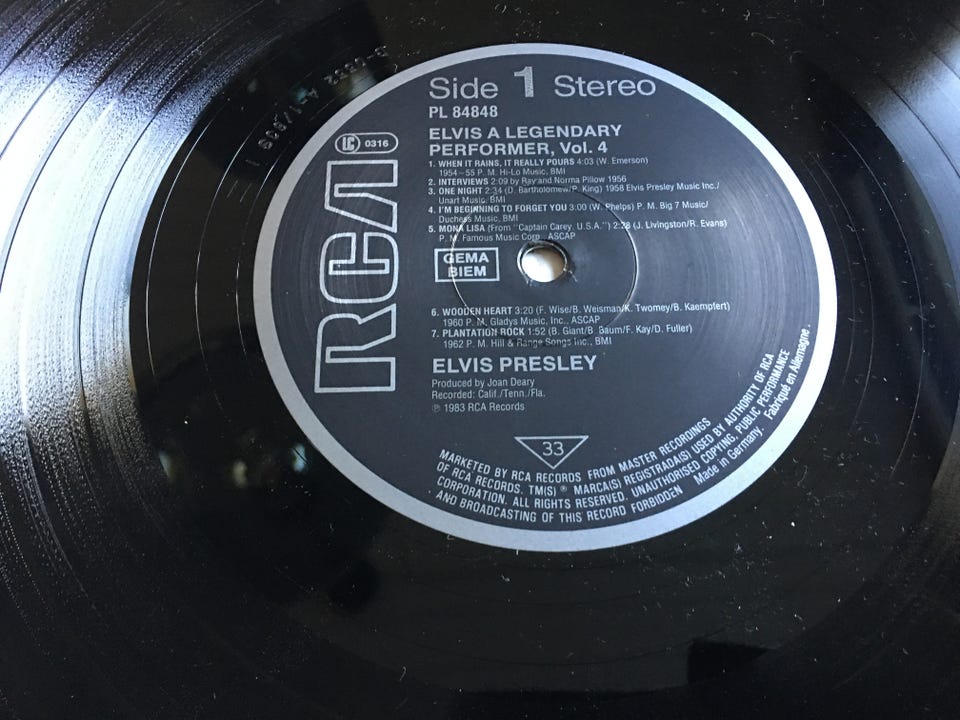 Side 1 Stereo
PL 84848
ELVIS A LEGENDARY
PERFORMER, Vol. 4
1. WHEN IT RAINS, IT REALLY POURS 4:03 (W. Emerson)
1954-55 P. M. Hi-Lo Music, BMI
2. INTERVIEWS 2:09 by Ray and Norma Pillow 1956
3. ONE NIGHT 2:34 (D. Bartholomew/P. King) 1958 Elvis Presley Music Inc./
Unart Music. BMI
4. I'M BEGINNING TO FORGET YOU 3:00 (W. Phelps) P. M. Big 7 Music/
Duchess Music, BMI
5. MONA LISA (From "Captain Carey, U.S.A.") 2:28 (J. Livingston/R. Evans)
P. M. Famous Music Corp. ASCAP
GEMA
BIEM
6. WOODEN HEART 3:20 (F. Wise/B. Weisman/K. Twomey/B. Kaempfert)
1960 P. M. Gladys Music, Inc., ASCAP
7. PLANTATION ROCK 1:52 (B. Giant/B. Baum/F. Kay/D. Fuller)
1962 P. M. Hill & Range Songs Inc., BMI
ELVIS PRESLEY
Produced by Joan Deary
Recorded: Calif./Tenn./Fla.
℗ 1983 RCA Records
33
RCA
LC 0316
MARKETED BY RCA RECORDS FROM MASTER RECORDINGS
OF RCA RECORDS. TM(S) ® MARCA(S) REGISTRADA(S) USED BY AUTHORITY OF RCA
CORPORATION. ALL RIGHTS RESERVED. UNAUTHORISED COPYING, PUBLIC PERFORMANCE
AND BROADCASTING OF THIS RECORD FORBIDDEN Made in Germany. Fabriqué en Allemagne.